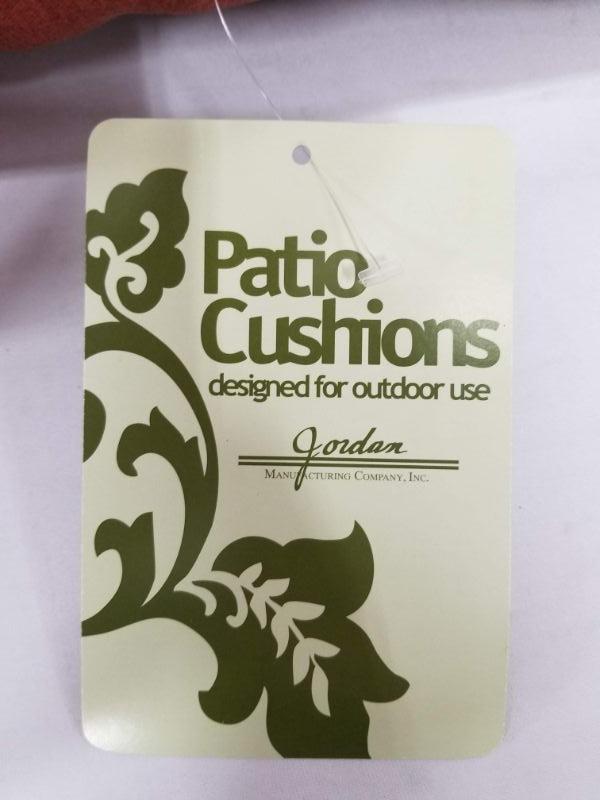 Patio
Cushions
designed for outdoor use
Jordan
MANUFACTURING COMPANY, INC.